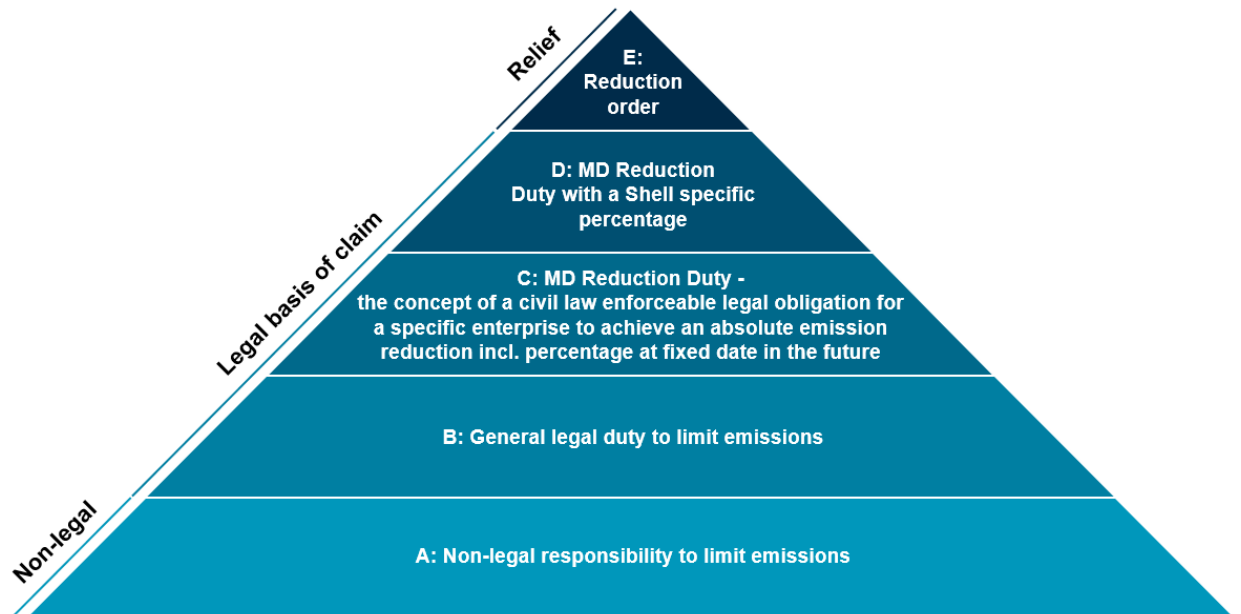 Relief
E:
Reduction
order
Legal basis of claim
D: MD Reduction
Duty with a Shell specific
percentage
C: MD Reduction Duty -
the concept of a civil law enforceable legal obligation for
a specific enterprise to achieve an absolute emission
reduction incl. percentage at fixed date in the future
B: General legal duty to limit emissions
Non-legal
A: Non-legal responsibility to limit emissions